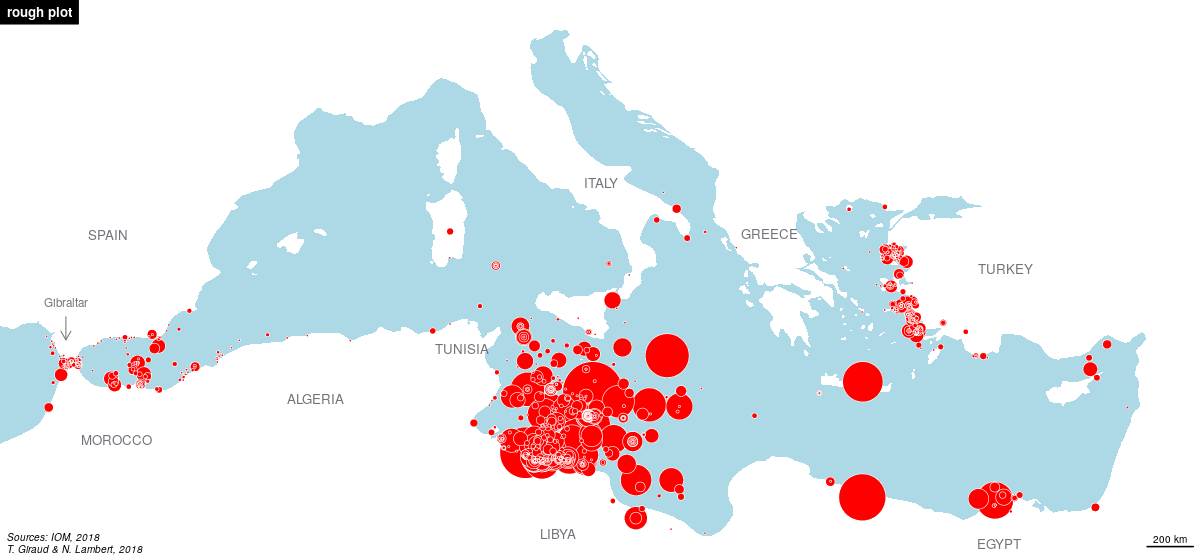 rough plot
ITALY
SPAIN
GREECE
TURKEY
Gibraltar
TUNISIA
ALGERIA
MOROCCO
LIBYA
EGYPT
200 km
Sources: IOM, 2018
T. Giraud & N. Lambert, 2018